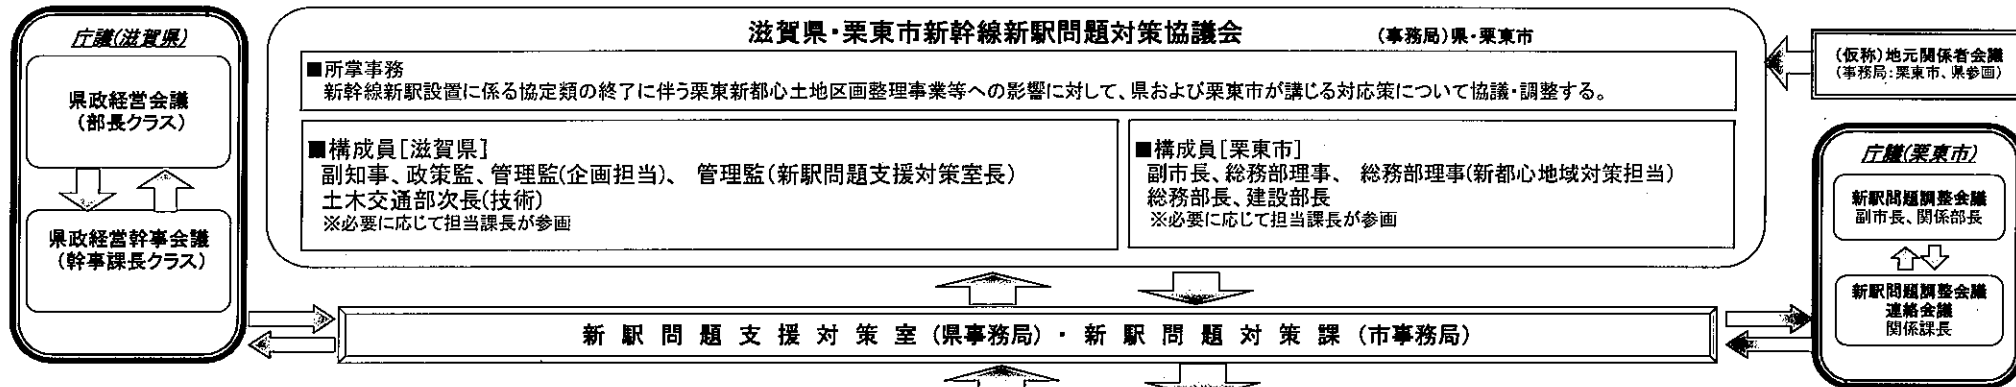 庁議(滋賀県)
県政経営会議
(部長クラス)
県政経営幹事会議
(幹事課長クラス)
滋賀県・栗東市新幹線新駅問題対策協議会 (事務局)県・栗東市
■所掌事務
新幹線新駅設置に係る協定類の終了に伴う栗東新都心土地区画整理事業等への影響に対して、県および栗東市が講じる対応策について協議・調整する。
■構成員[滋賀県]
副知事、政策監、管理監(企画担当)、 管理監(新駅問題支援対策室長)
土木交通部次長(技術)
※必要に応じて担当課長が参画
■構成員[栗東市]
副市長、総務部理事、 総務部理事(新都心地域対策担当)
総務部長、建設部長
※必要に応じて担当課長が参画
(仮称)地元関係者会議
(事務局:栗東市、県参画)
庁議(栗東市)
新駅問題調整会議
副市長、関係部長
新駅問題調整会議
連絡会議
関係課長
新駅問題支援対策室(県事務局)・新駅問題対策課(市事務局)